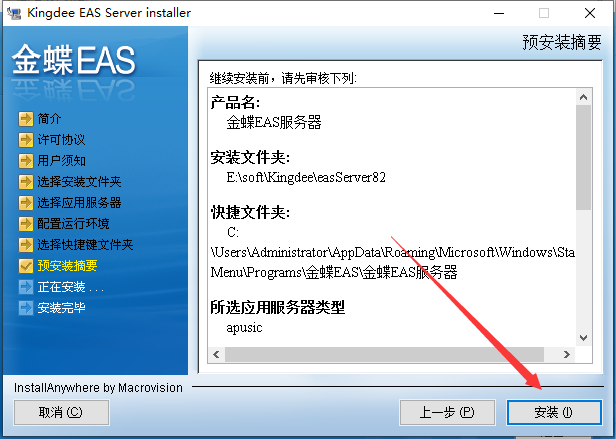 Kingdee EAS Server installer
预安装摘要
金蝶EAS
简介
许可协议
用户须知
选择安装文件夹
选择应用服务器
配置运行环境
选择快捷键文件夹
预安装摘要
正在安装 . . .
安装完毕
继续安装前，请先审核下列:
产品名:
金蝶EAS服务器
安装文件夹:
E:\soft\Kingdee\easServer82
快捷文件夹:
C:
\Users\Administrator\AppData\Roaming\Microsoft\Windows\Sta
Menu\Programs\金蝶EAS\金蝶EAS服务器
所选应用服务器类型
apusic
InstallAnywhere by Macrovision
取消 (C)
上一步 (P)
安装 (I)